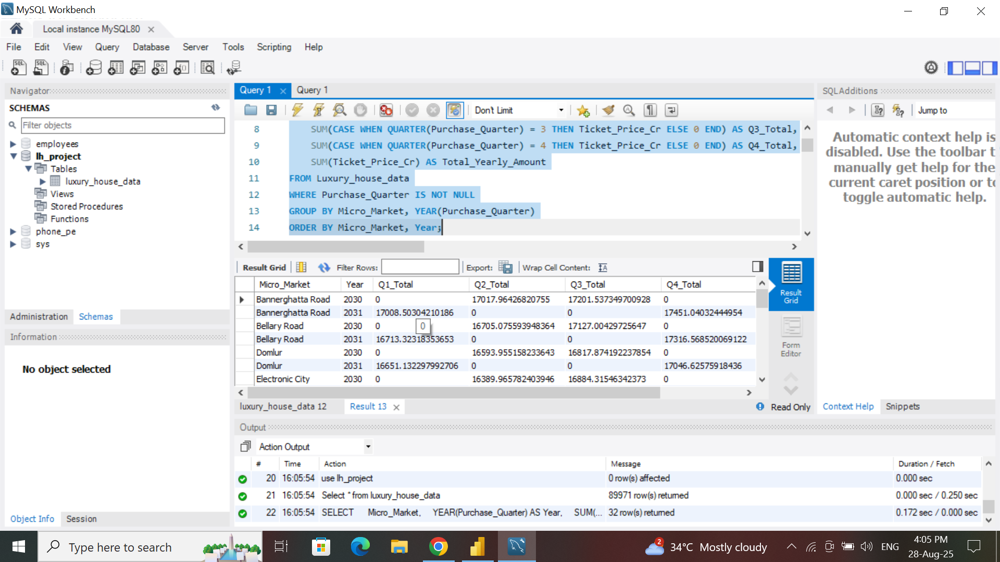 MySQL Workbench
Local instance MySQL80
File Edit View Query Database Server Tools Scripting Help
Navigator
SCHEMAS
Filter objects
employees
lh_project
Tables
luxury_house_data
Views
Stored Procedures
Functions
phone_pe
sys
Administration Schemas
Information
No object selected
Object Info Session
Query 1 Query 1
Don't Limit
8 SUM(CASE WHEN QUARTER(Purchase_Quarter) = 3 THEN Ticket_Price_Cr ELSE 0 END) AS Q3_Total,
9 SUM(CASE WHEN QUARTER(Purchase_Quarter) = 4 THEN Ticket_Price_Cr ELSE 0 END) AS Q4_Total,
10 SUM(Ticket_Price_Cr) AS Total_Yearly_Amount
11 FROM Luxury_house_data
12 WHERE Purchase_Quarter IS NOT NULL
13 GROUP BY Micro_Market, YEAR(Purchase_Quarter)
14 ORDER BY Micro_Market, Year;
Result Grid Filter Rows: Export: Wrap Cell Content:
Micro_Market Year Q1_Total Q2_Total Q3_Total Q4_Total
Bannerghatta Road 2030 0 17017.96426820755 17201.537349700928 0
Bannerghatta Road 2031 17008.50304210186 0 0 17451.04032444954
Bellary Road 2030 0 16705.075593948364 17127.00429725647 0
0
Bellary Road 2031 16713.32318353653 0 0 17316.568520069122
Domlur 2030 0 16593.955158233643 16817.874192237854 0
Domlur 2031 16651.132297992706 0 0 17046.62575918436
Electronic City 2030 0 16389.965782403946 16884.31546342373 0
Result
Grid
Form
Editor
luxury_house_data 12 Result 13 Read Only
SQLAdditions
Jump to
Automatic context help is
disabled. Use the toolbar t
manually get help for the
current caret position or to
toggle automatic help.
Context Help Snippets
Output
Action Output
# Time Action Message Duration / Fetch
20 16:05:54 use lh_project 0 row(s) affected 0.000 sec
21 16:05:54 Select * from luxury_house_data 89971 row(s) returned 0.000 sec / 0.250 sec
22 16:05:54 SELECT Micro_Market, YEAR(Purchase_Quarter) AS Year, SUM(... 32 row(s) returned 0.172 sec / 0.000 sec
Type here to search
2
34°C Mostly cloudy
ENG
4:05 PM
28-Aug-25